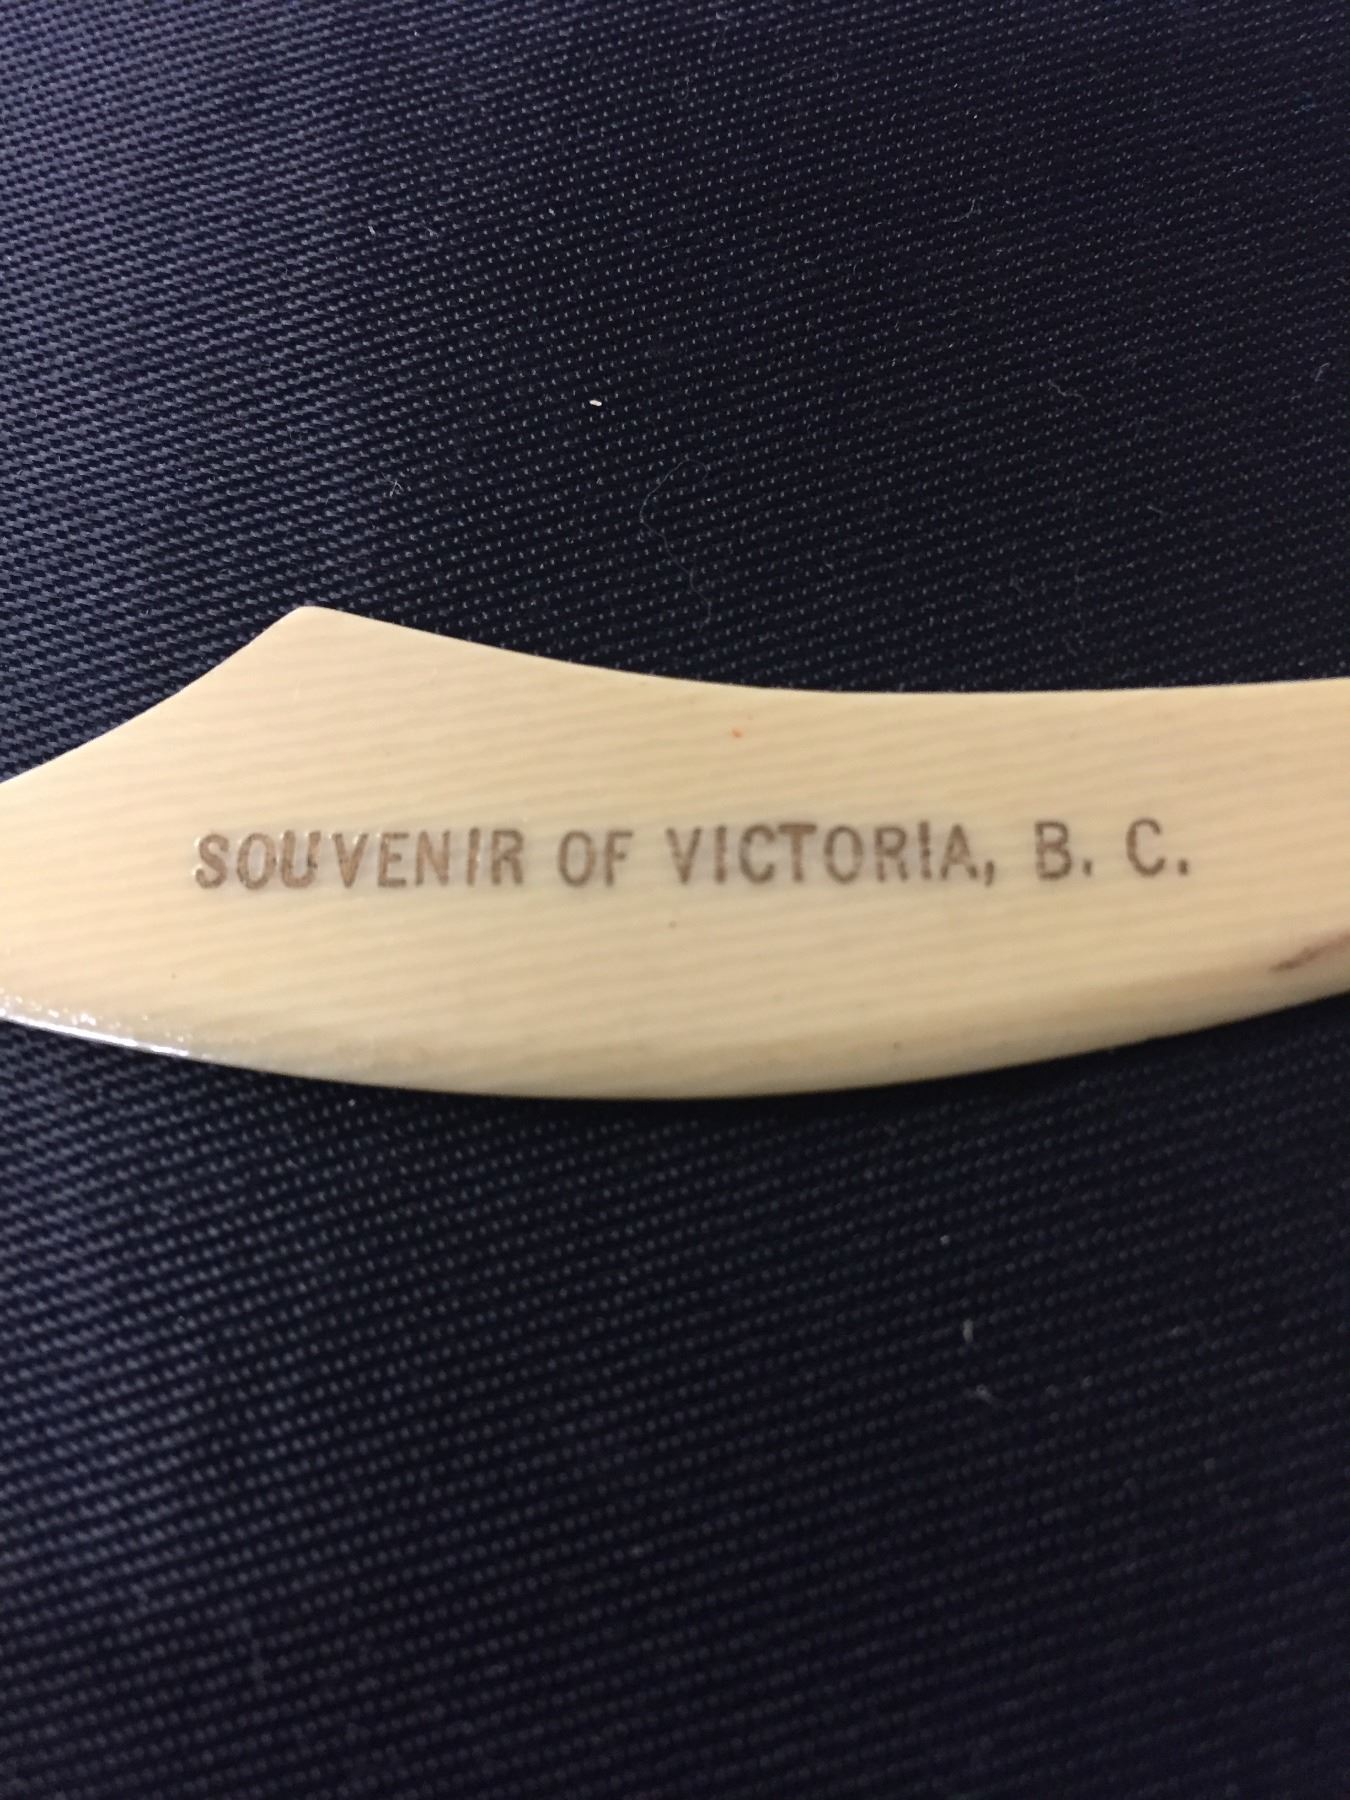 SOUVENIR OF VICTORIA, B. C.